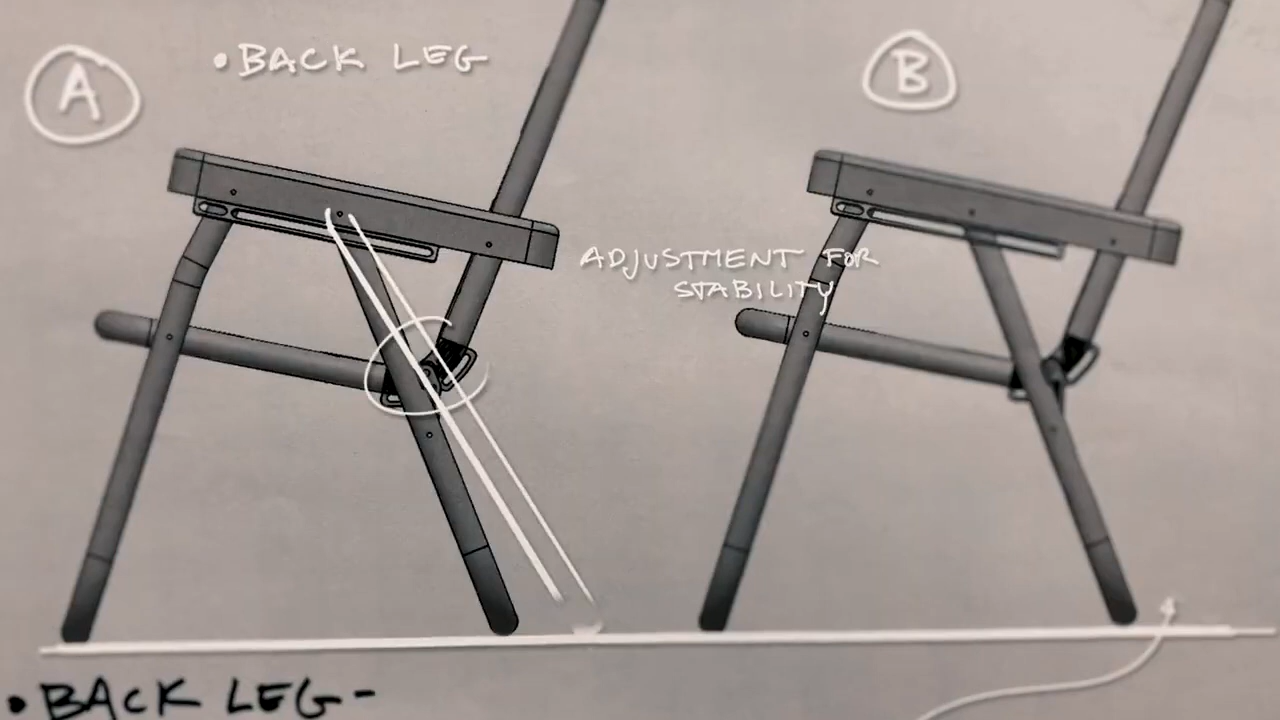 A
• BACK LEG
B
ADJUSTMENT FOR
STABILITY
• BACK LEG -